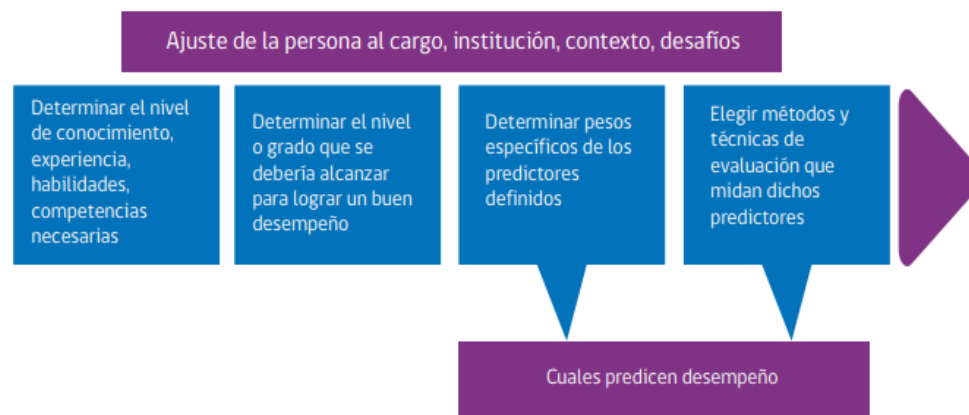 Ajuste de la persona al cargo, institución, contexto, desafíos
Determinar el nivel
de conocimiento,
experiencia,
habilidades,
competencias
necesarias
Determinar el nivel
o grado que se
debería alcanzar
para lograr un buen
desempeño
Determinar pesos
específicos de los
predictores
definidos
Elegir métodos y
técnicas de
evaluación que
midan dichos
predictores
Cuales predicen desempeño